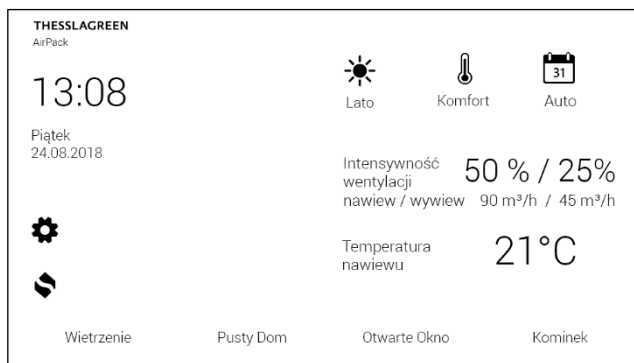 THESSLAGREEN
AirPack
13:08
Piątek
24.08.2018
31
Lato
Komfort
Auto
Intensywność
wentylacji
nawiew / wywiew
50 % / 25%
90 m³/h / 45 m³/h
Temperatura
nawiewu
21°C
Wietrzenie
Pusty Dom
Otwarte Okno
Kominek